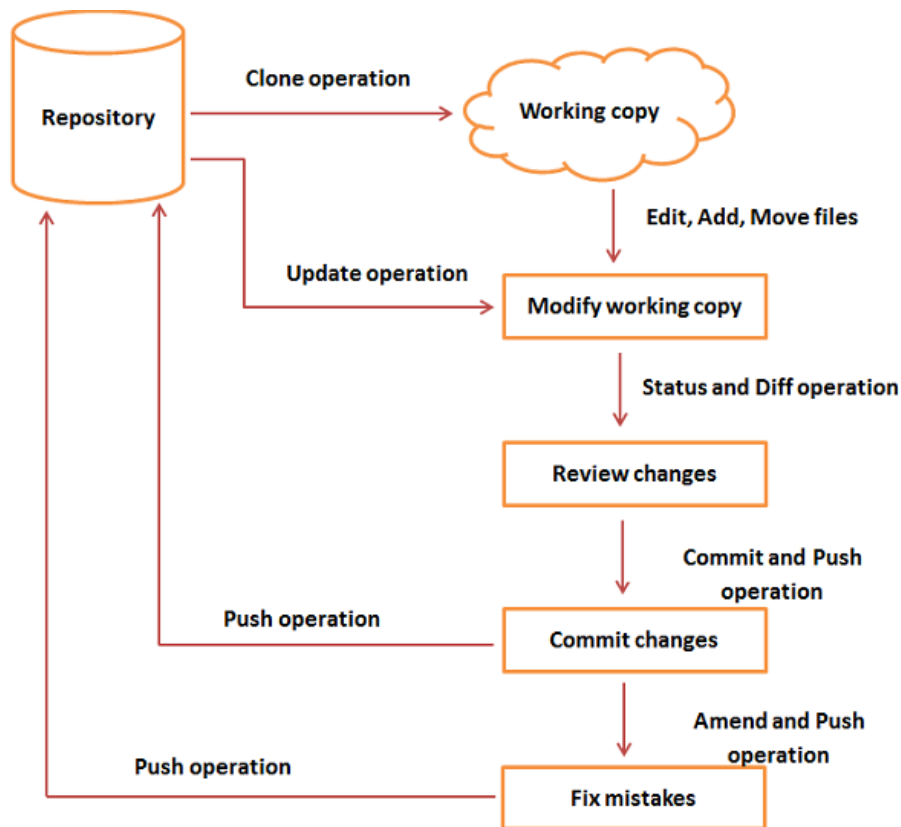 Clone operation
Repository
Working copy
Edit, Add, Move files
Update operation
Modify working copy
Status and Diff operation
Review changes
Commit and Push
operation
Push operation
Commit changes
Amend and Push
operation
Push operation
Fix mistakes